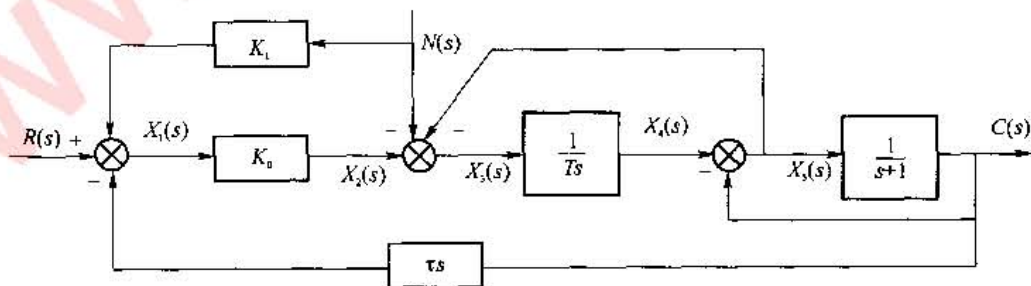 K₁
N(s)
R(s) +
X₁(s)
K₀
X₂(s)
−
−
X₃(s)
1
Ts
X₄(s)
−
X₅(s)
1
s+1
C(s)
−
τs